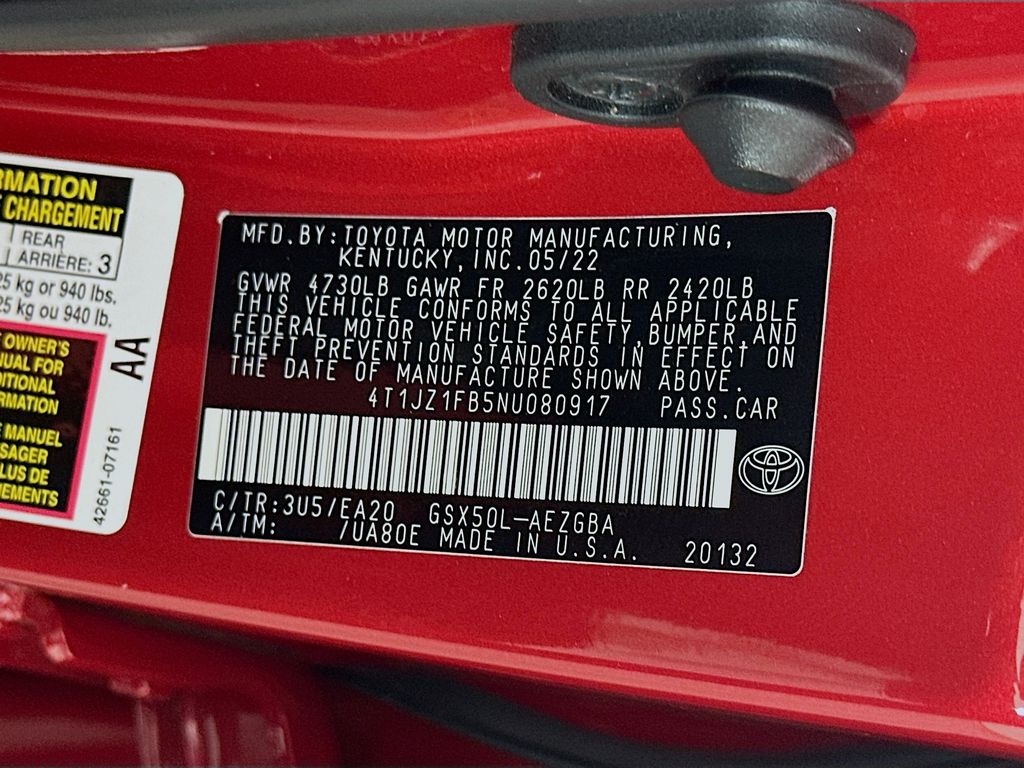 RMATION
CHARGEMENT
REAR
ARRIÈRE: 3
25 kg or 940 lbs.
25 kg ou 940 lb.
OWNER'S
UAL FOR
DITIONAL
RMATION
MANUEL
SAGER
LUS DE
EMENTS
AA
42661-07161
MFD.BY:TOYOTA MOTOR MANUFACTURING,
KENTUCKY,INC.05/22
GVWR 4730LB GAWR FR 2620LB RR 2420LB
THIS VEHICLE CONFORMS TO ALL APPLICABLE
FEDERAL MOTOR VEHICLE SAFETY,BUMPER,AND
THEFT PREVENTION STANDARDS IN EFFECT ON
THE DATE OF MANUFACTURE SHOWN ABOVE.
4T1JZ1FB5NU080917 PASS.CAR
C/TR:3U5/EA20 GSX50L-AEZGBA
A/TM: /UA80E MADE IN U.S.A. 20132